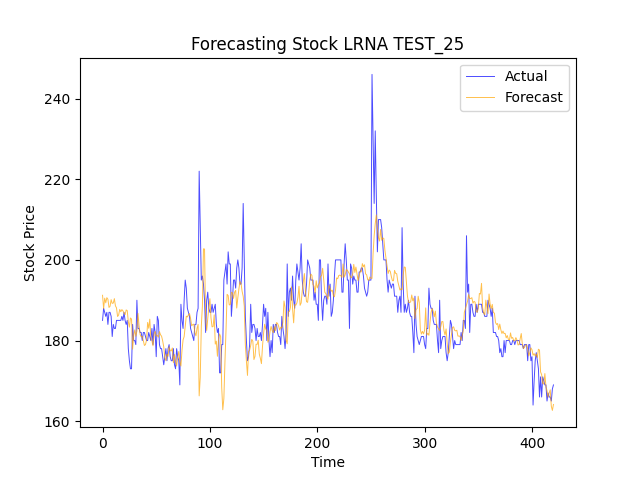 Forecasting Stock LRNA TEST_25
Actual
Forecast
240
220
200
180
160
Stock Price
0 100 200 300 400
Time